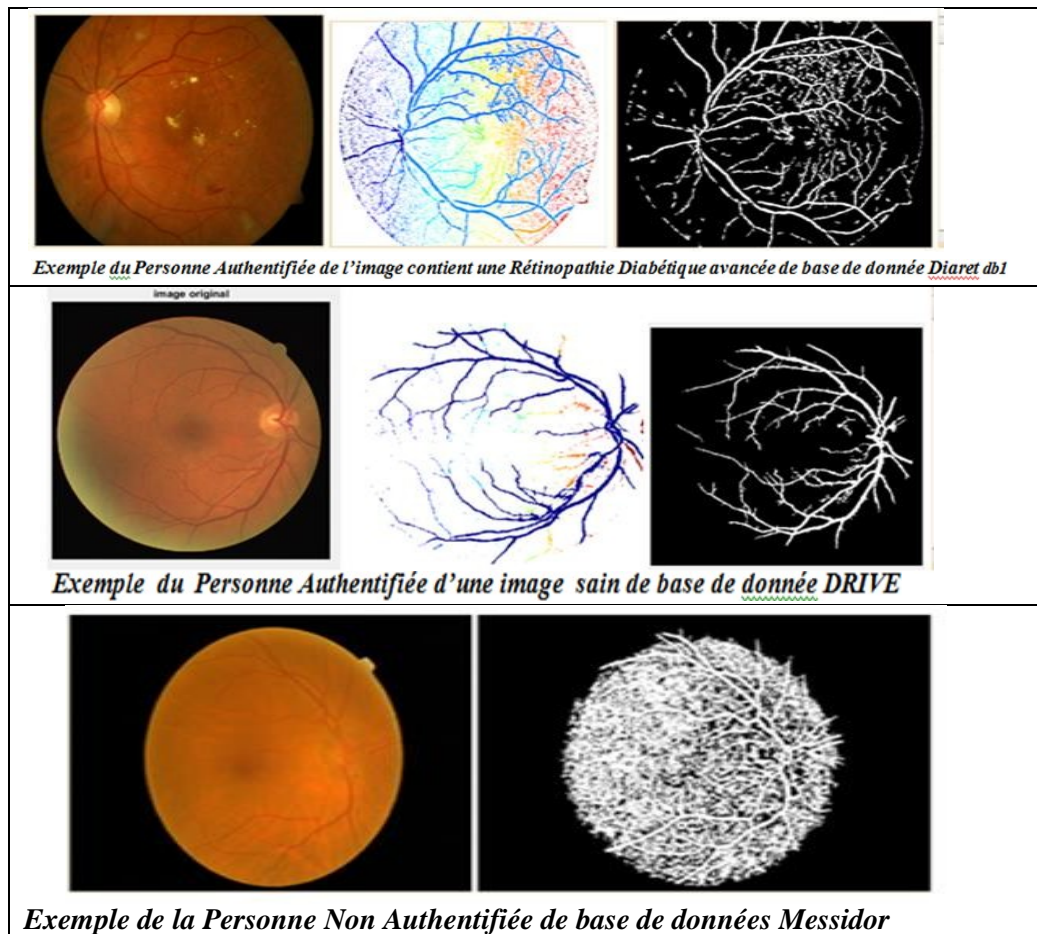 Exemple du Personne Authentifiée de l'image contient une Rétinopathie Diabétique avancée de base de donnée Diaret db1
image original
Exemple du Personne Authentifiée d'une image sain de base de donnée DRIVE
Exemple de la Personne Non Authentifiée de base de données Messidor